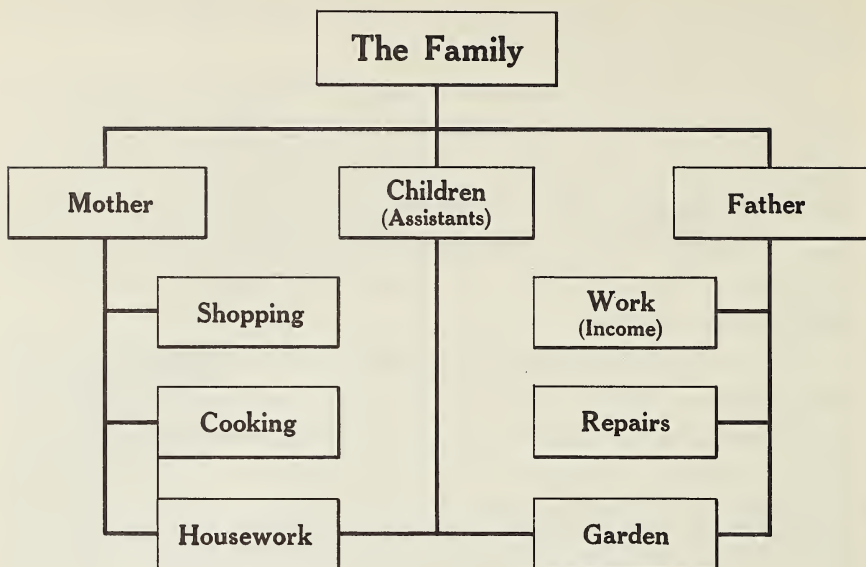 The Family
Mother
Children
(Assistants)
Father
Shopping
Work
(Income)
Cooking
Repairs
Housework
Garden